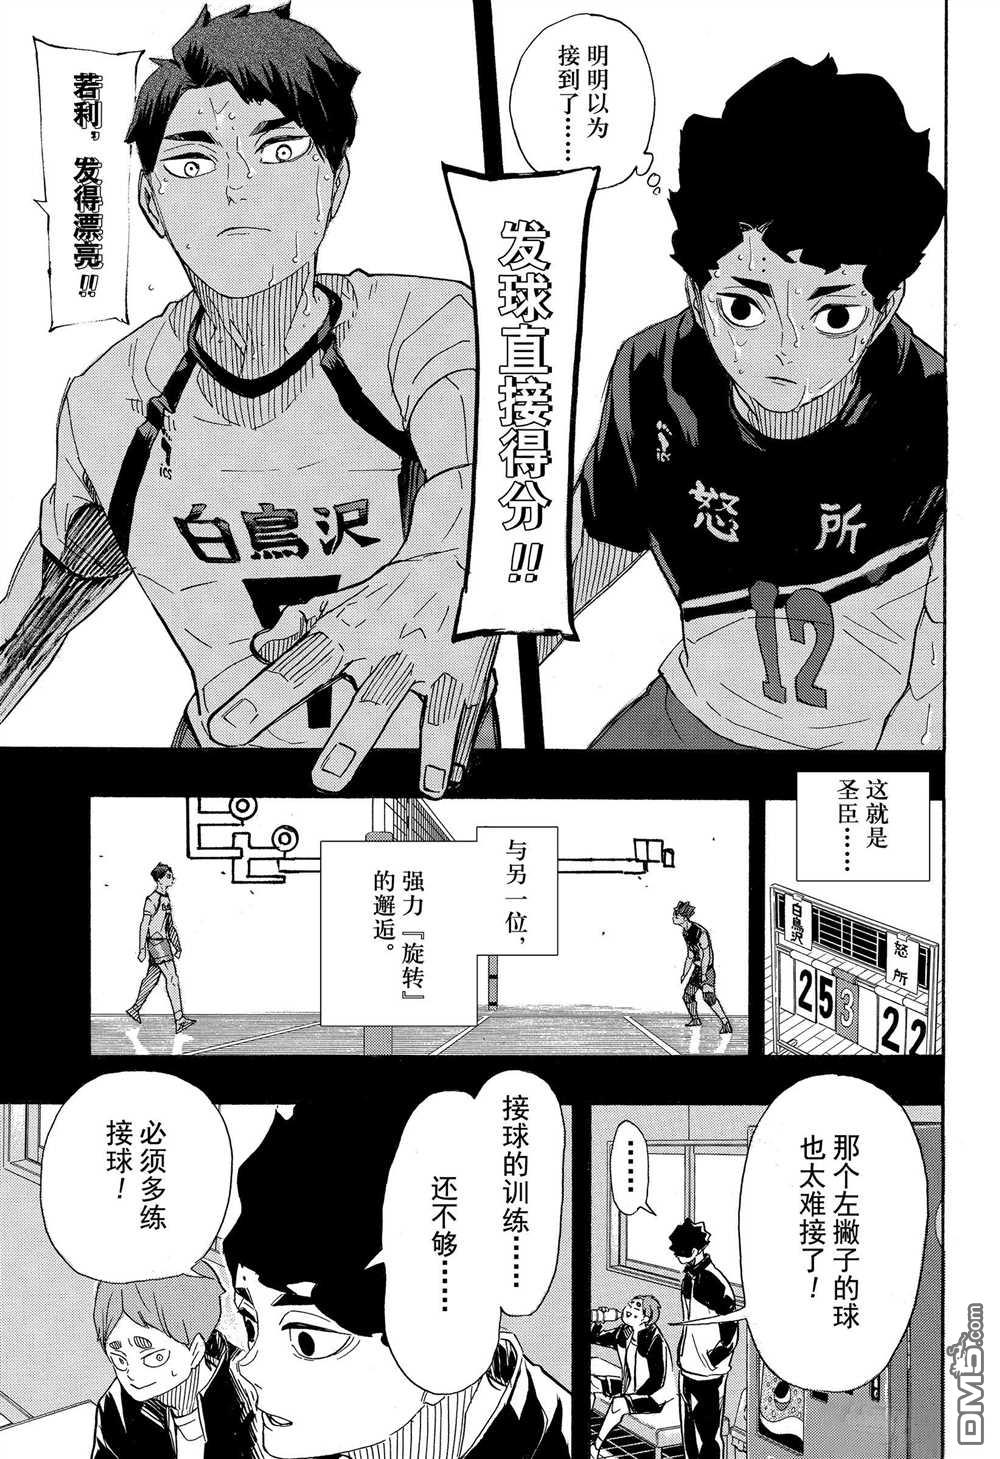 明明以为
接到了……
发球直接得分!!
若利，发得漂亮!!
怒所
12
白鳥沢
这就是
圣臣……
白鳥沢
怒所
25
3
22
与另一位，
强力『旋转』
的邂逅。
那个左撇子的球
也太难接了！
……
接球的训练……
还不够……
必须多练
接球！
DM5.com